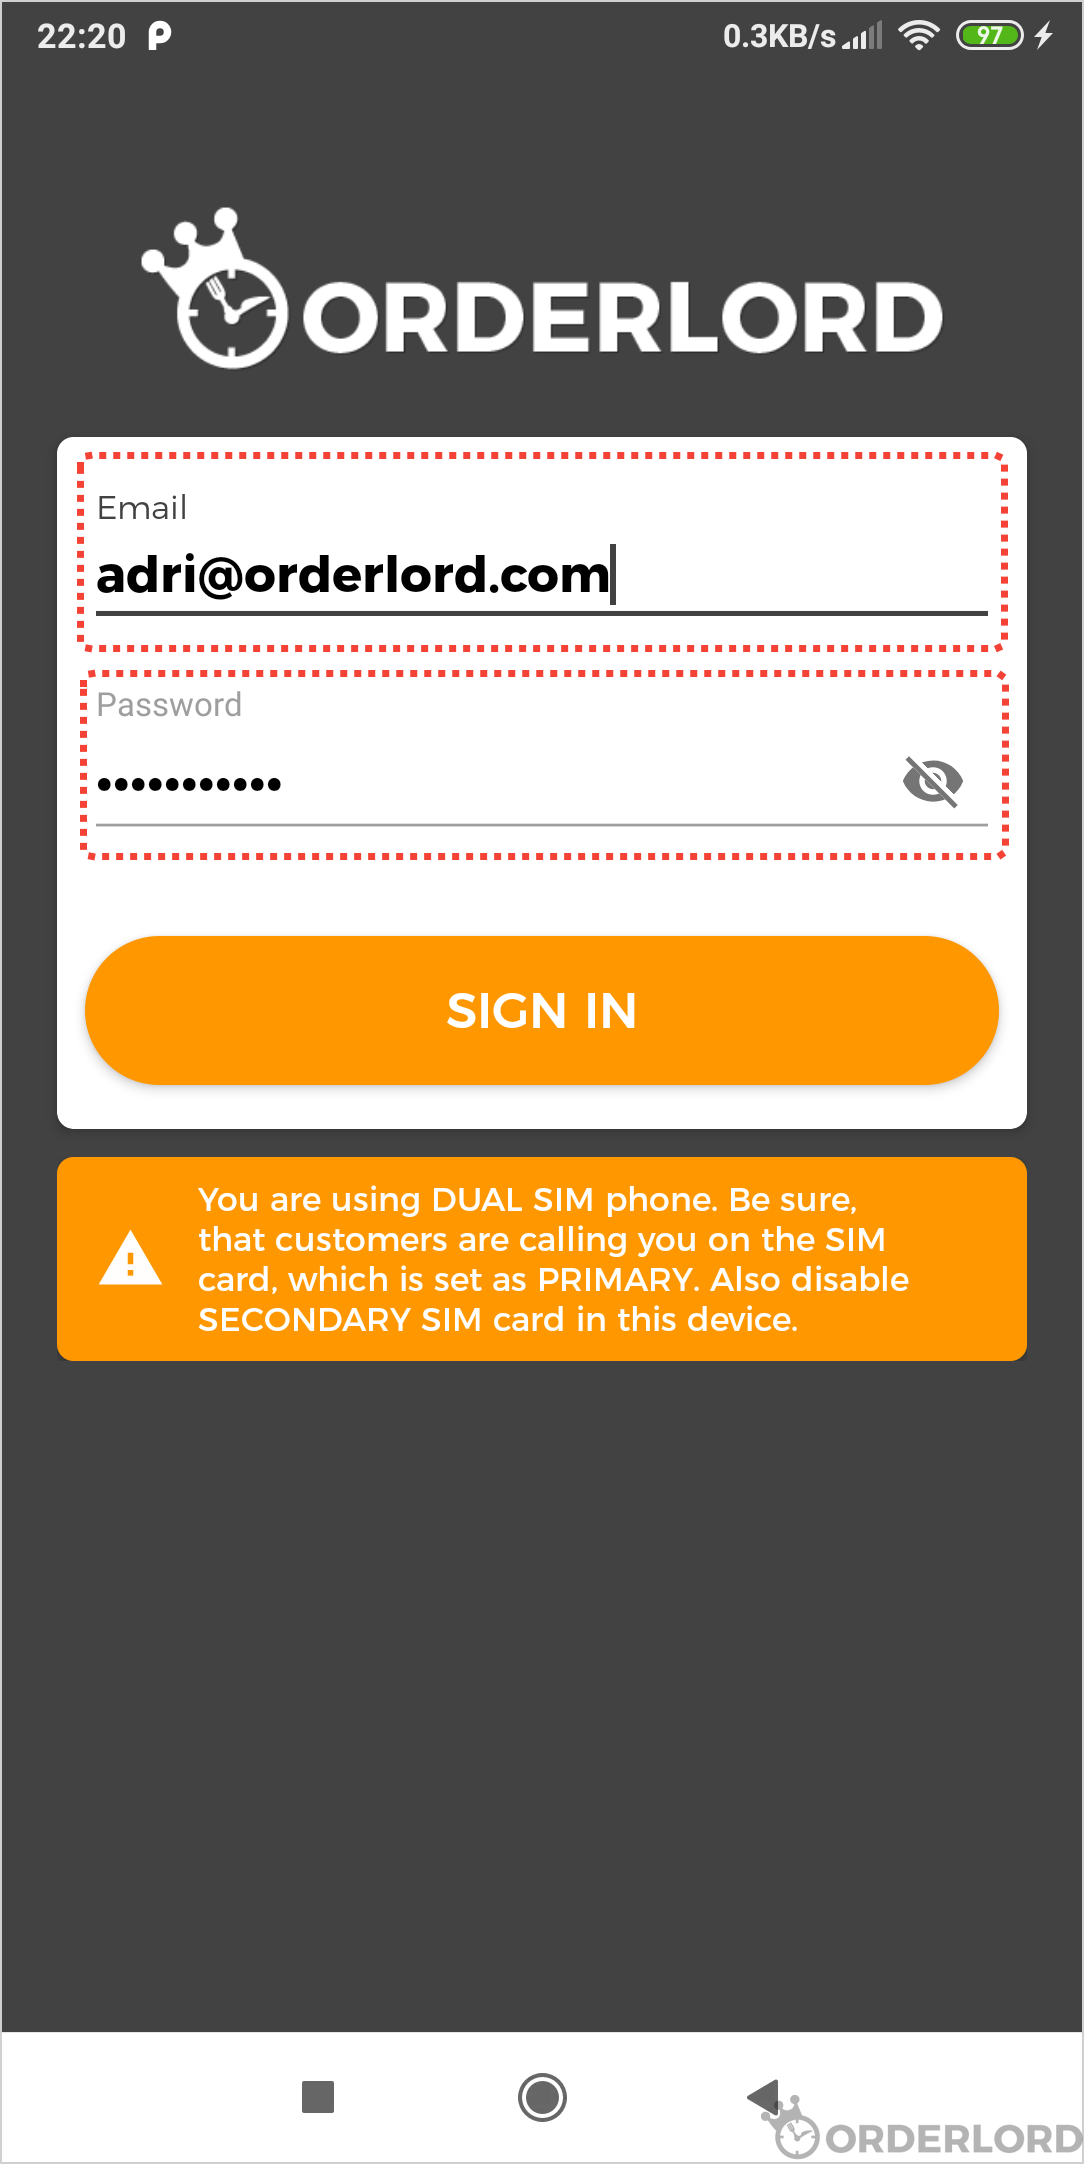 22:20 0.3KB/s 97
ORDERLORD
Email
adri@orderlord.com
Password
•••••••••••
SIGN IN
You are using DUAL SIM phone. Be sure,
that customers are calling you on the SIM
card, which is set as PRIMARY. Also disable
SECONDARY SIM card in this device.
ORDERLORD